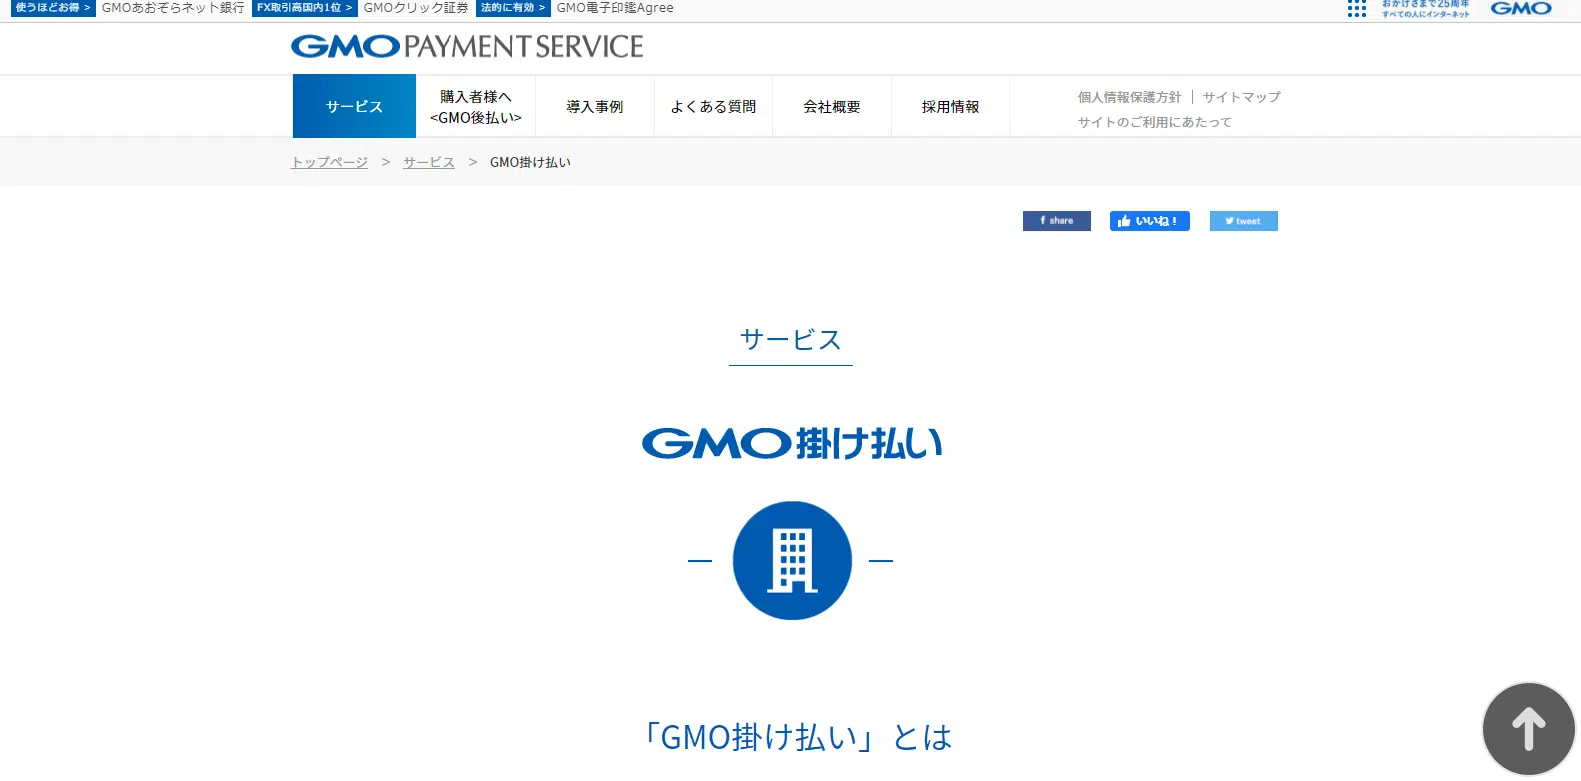 使うほどお得 > GMOあおぞらネット銀行 FX取引高国内1位 > GMOクリック証券 法的に有効 > GMO電子印鑑Agree
おかげさまで25周年
すべての人にインターネット
GMO
GMO PAYMENT SERVICE
サービス
購入者様へ
<GMO後払い>
導入事例
よくある質問
会社概要
採用情報
個人情報保護方針 | サイトマップ
サイトのご利用にあたって
トップページ > サービス > GMO掛け払い
share いいね! tweet
サービス
GMO掛け払い
「GMO掛け払い」とは